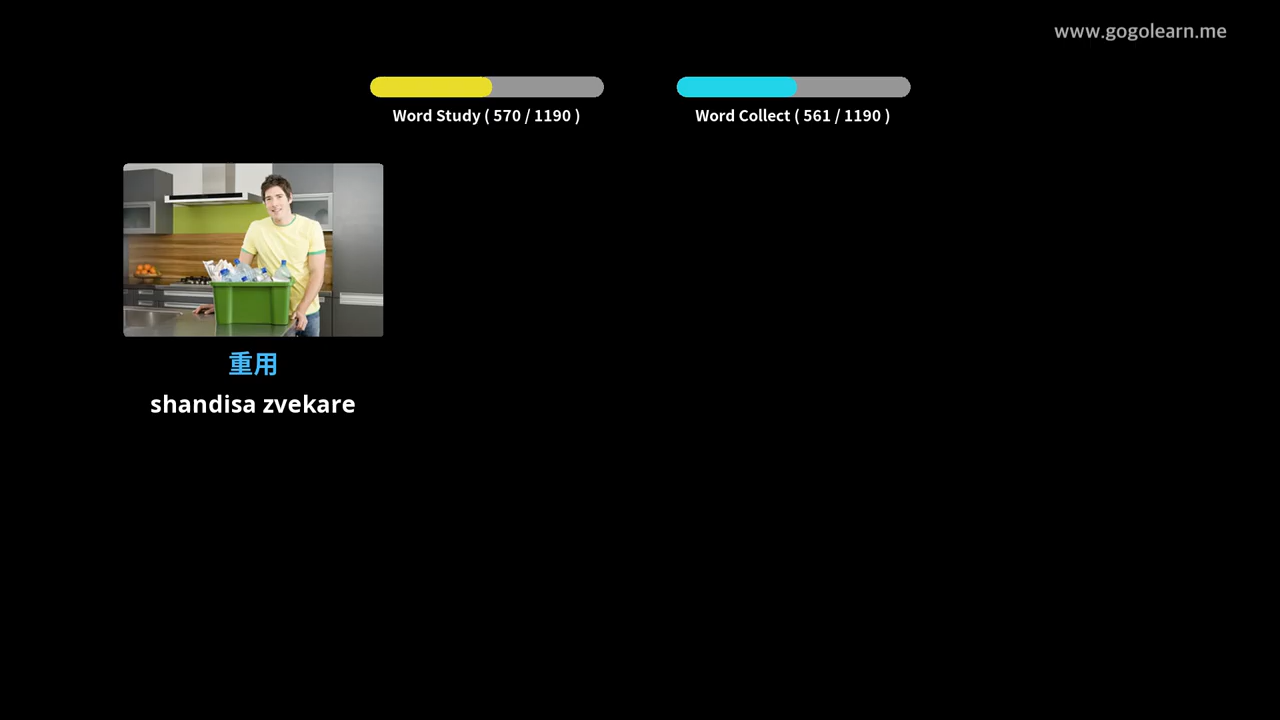 www.gogolearn.me
Word Study ( 570 / 1190 )
Word Collect ( 561 / 1190 )
重用
shandisa zvekare